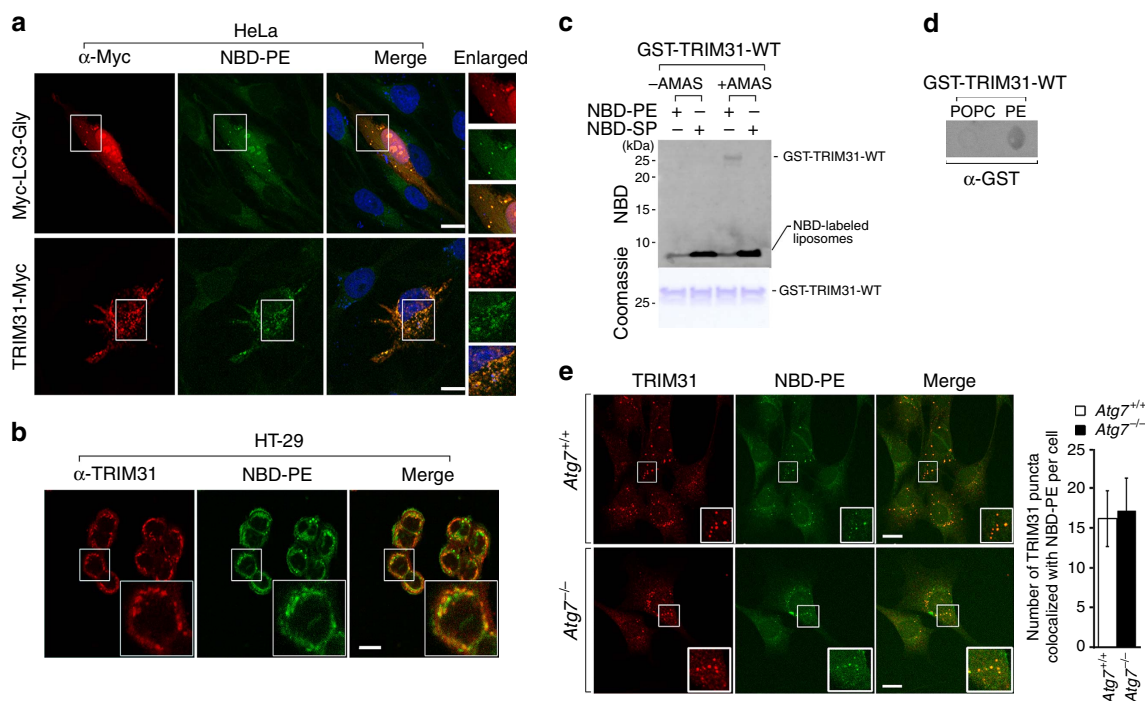 a
HeLa
α-Myc NBD-PE Merge Enlarged
Myc-LC3-Gly
TRIM31-Myc
b
HT-29
α-TRIM31 NBD-PE Merge
c
GST-TRIM31-WT
–AMAS +AMAS
NBD-PE + – + –
NBD-SP – + – +
(kDa)
25
20
15
10
NBD
GST-TRIM31-WT
NBD-labeled
liposomes
Coomassie
25
GST-TRIM31-WT
d
GST-TRIM31-WT
POPC PE
α-GST
e
TRIM31 NBD-PE Merge
Atg7+/+
Atg7–/–
Atg7+/+
Atg7–/–
Number of TRIM31 puncta
colocalized with NBD-PE per cell
25
20
15
10
5
0
Atg7+/+
Atg7–/–